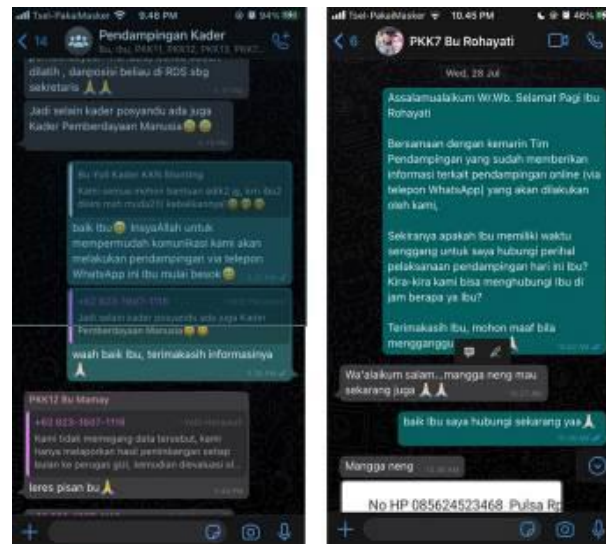 Tsel-PakaiMasker 9.48 PM 94%
14 Pendampingan Kader
dilatih , danposisi beliau di RDS sbg
sekretaris 🙏🙏
Jadi selain kader posyandu ada juga
Kader Pemberdayaan Manusia😊😊
baik Ibu😊 InsyaAllah untuk
mempermudah komunikasi kami akan
melakukan pendampingan via telepon
WhatsApp ini Ibu mulai besok😊
Jadi selain kader posyandu ada juga Kader
Pemberdayaan Manusia
waah baik Ibu, terimakasih informasinya
🙏
PKK12 Bu Mamay
Kami tidak memegang data tersebut, kami
hanya melaporkan hasil penimbangan setiap
bulan ke petugas gizi, kemudian dievaluasi
leres pisan bu🙏
Tsel-PakaiMasker 10.45 PM 46%
6 PKK7 Bu Rohayati
Wed, 28 Jul
Assalamualaikum Wr.Wb. Selamat Pagi Ibu
Rohayati
Bersamaan dengan kemarin Tim
Pendampingan yang sudah memberikan
informasi terkait pendampingan online (via
telepon WhatsApp) yang akan dilakukan
oleh kami,
Sekiranya apakah Ibu memiliki waktu
senggang untuk saya hubungi perihal
pelaksanaan pendampingan hari ini Ibu?
Kira-kira kami bisa menghubungi Ibu di
jam berapa ya Ibu?
Terimakasih Ibu, mohon maaf bila
mengganggu
Wa'alaikum salam...mangga neng mau
sekarang juga 🙏🙏
baik Ibu saya hubungi sekarang yaa🙏
Mangga neng
No HP 085624523468 Pulsa Rp